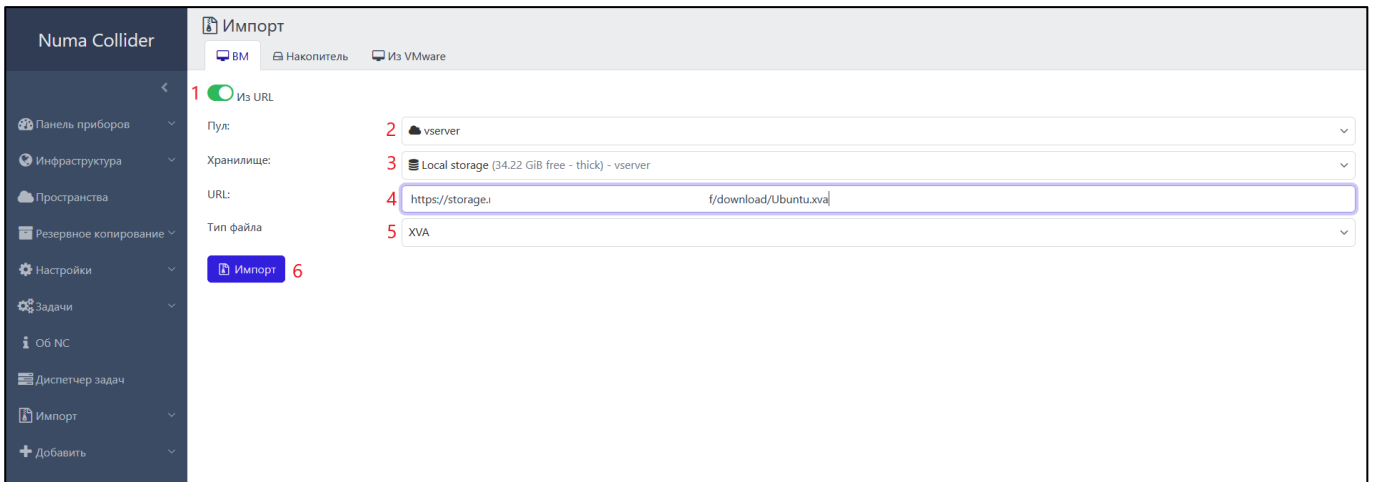 Numa Collider
Импорт
ВМ Накопитель Из VMware
1 Из URL
Панель приборов
Инфраструктура
Пространства
Резервное копирование
Настройки
Задачи
Об NC
Диспетчер задач
Импорт
Добавить
Пул: 2 vserver
Хранилище: 3 Local storage (34.22 GiB free - thick) - vserver
URL: 4 https://storage. f/download/Ubuntu.xva
Тип файла 5 XVA
Импорт 6